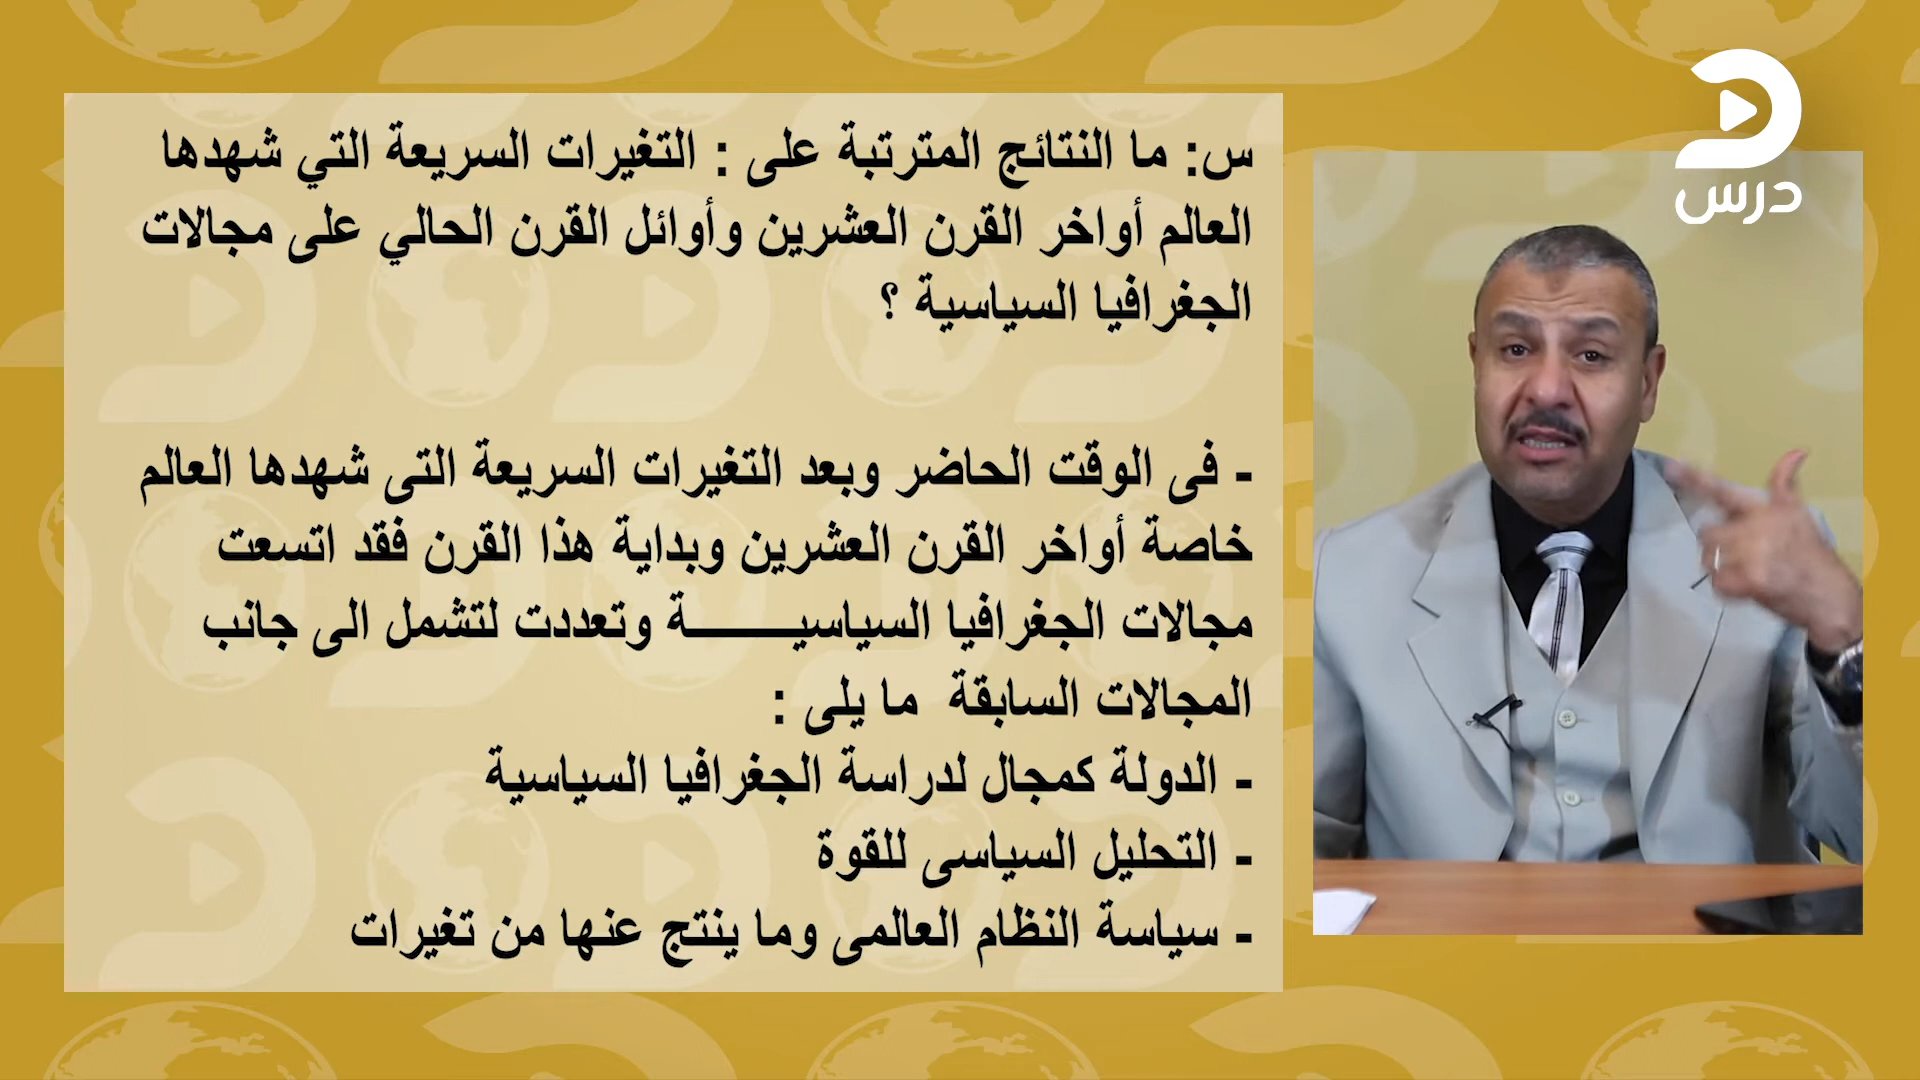 درس
س: ما النتائج المترتبة على : التغيرات السريعة التي شهدها
العالم أواخر القرن العشرين وأوائل القرن الحالي على مجالات
الجغرافيا السياسية ؟
- فى الوقت الحاضر وبعد التغيرات السريعة التى شهدها العالم
خاصة أواخر القرن العشرين وبداية هذا القرن فقد اتسعت
مجالات الجغرافيا السياسيـــــــة وتعددت لتشمل الى جانب
المجالات السابقة ما يلى :
- الدولة كمجال لدراسة الجغرافيا السياسية
- التحليل السياسى للقوة
- سياسة النظام العالمى وما ينتج عنها من تغيرات